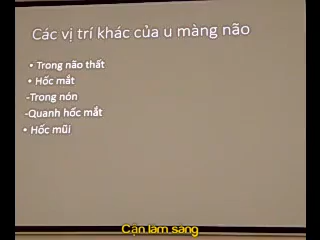 Các vị trí khác của u màng não
• Trong não thất
• Hốc mắt
-Trong nón
-Quanh hốc mắt
• Hốc mũi
Cận lâm sàng